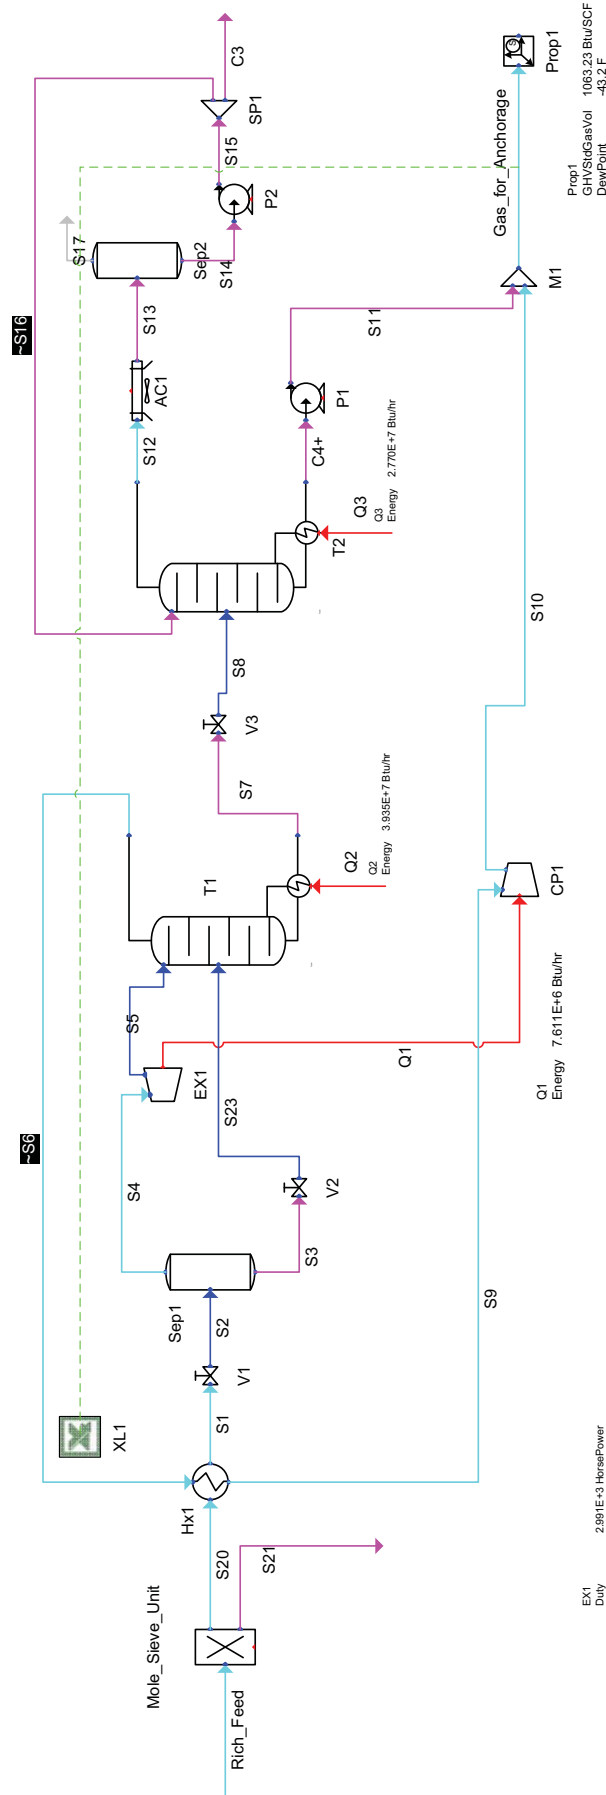 Rich_Feed
Mole_Sieve_Unit
S20
S21
Hx1
XL1
S1
V1
S2
Sep1
S3
V2
S4
~S6
EX1
S5
S23
T1
Q1
Q1
Energy 7.611E+6 Btu/hr
S9
CP1
Q2
Q2
Energy 3.935E+7 Btu/hr
S7
V3
S8
T2
Q3
Q3
Energy 2.770E+7 Btu/hr
S10
C4+
P1
S11
S12
AC1
S13
~S16
S17
Sep2
S14
P2
S15
SP1
C3
M1
Gas_for_Anchorage
Prop1
Prop1
GHVStdGasVol 1063.23 Btu/SCF
DewPoint -43.2 F
EX1
Duty 2.991E+3 HorsePower